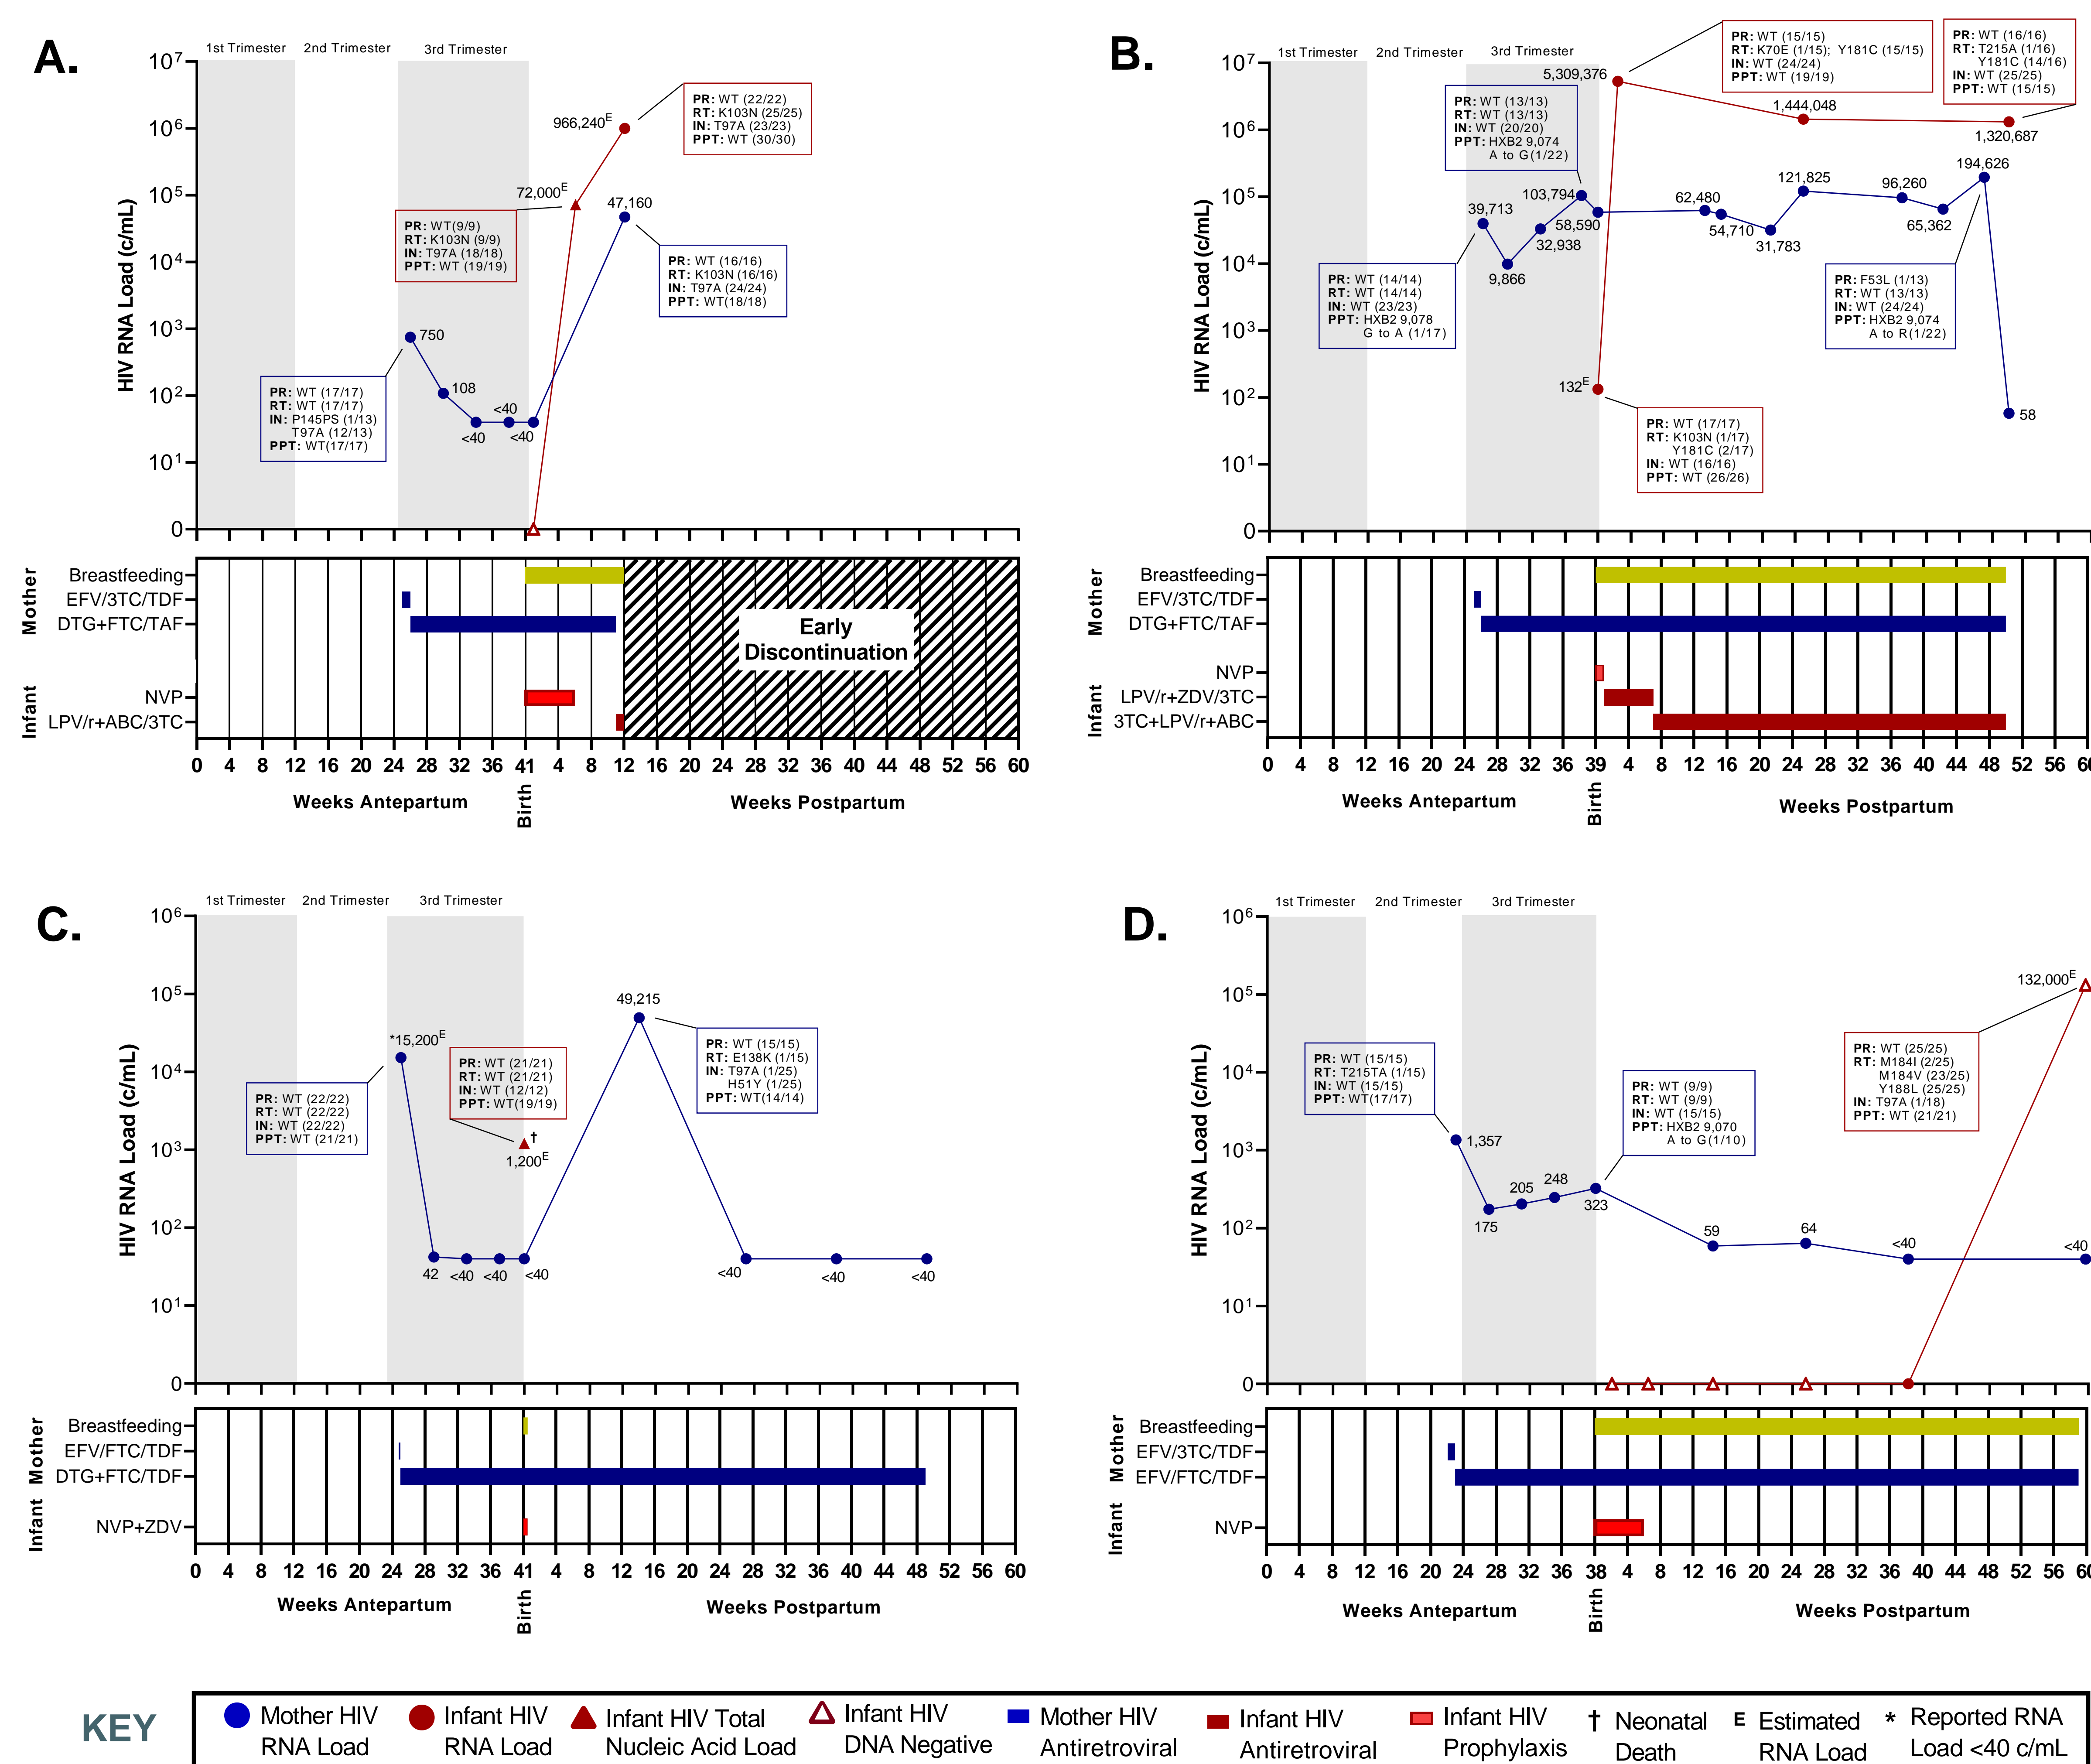 A.
1st Trimester 2nd Trimester 3rd Trimester
HIV RNA Load (c/mL)
10^7
10^6
10^5
10^4
10^3
10^2
10^1
0
966,240^E
PR: WT (22/22)
RT: K103N (25/25)
IN: T97A (23/23)
PPT: WT (30/30)
72,000^E
47,160
PR: WT(9/9)
RT: K103N (9/9)
IN: T97A (18/18)
PPT: WT (19/19)
PR: WT (16/16)
RT: K103N (16/16)
IN: T97A (24/24)
PPT: WT(18/18)
750
108
<40
<40
<40
PR: WT (17/17)
RT: WT (17/17)
IN: P145PS (1/13)
T97A (12/13)
PPT: WT(17/17)
Mother
Breastfeeding
EFV/3TC/TDF
DTG+FTC/TAF
Infant
NVP
LPV/r+ABC/3TC
Early
Discontinuation
0 4 8 12 16 20 24 28 32 36 41 4 8 12 16 20 24 28 32 36 40 44 48 52 56 60
Weeks Antepartum
Birth
Weeks Postpartum
B.
1st Trimester 2nd Trimester 3rd Trimester
HIV RNA Load (c/mL)
10^7
10^6
10^5
10^4
10^3
10^2
10^1
0
5,309,376
PR: WT (15/15)
RT: K70E (1/15); Y181C (15/15)
IN: WT (24/24)
PPT: WT (19/19)
PR: WT (16/16)
RT: T215A (1/16)
Y181C (14/16)
IN: WT (25/25)
PPT: WT (15/15)
1,444,048
1,320,687
PR: WT (13/13)
RT: WT (13/13)
IN: WT (20/20)
PPT: HXB2 9,074
A to G(1/22)
39,713
9,866
32,938
103,794
58,590
62,480
54,710
31,783
121,825
96,260
65,362
194,626
58
PR: WT (14/14)
RT: WT (14/14)
IN: WT (23/23)
PPT: HXB2 9,078
G to A (1/17)
PR: F53L (1/13)
RT: WT (13/13)
IN: WT (24/24)
PPT: HXB2 9,074
A to R(1/22)
132^E
PR: WT (17/17)
RT: K103N (1/17)
Y181C (2/17)
IN: WT (16/16)
PPT: WT (26/26)
Mother
Breastfeeding
EFV/3TC/TDF
DTG+FTC/TAF
Infant
NVP
LPV/r+ZDV/3TC
3TC+LPV/r+ABC
0 4 8 12 16 20 24 28 32 36 39 4 8 12 16 20 24 28 32 36 40 44 48 52 56 60
Weeks Antepartum
Birth
Weeks Postpartum
C.
1st Trimester 2nd Trimester 3rd Trimester
HIV RNA Load (c/mL)
10^6
10^5
10^4
10^3
10^2
10^1
0
*15,200^E
49,215
PR: WT (22/22)
RT: WT (22/22)
IN: WT (22/22)
PPT: WT (21/21)
PR: WT (21/21)
RT: WT (21/21)
IN: WT (12/12)
PPT: WT(19/19)
†
1,200^E
PR: WT (15/15)
RT: E138K (1/15)
IN: T97A (1/25)
H51Y (1/25)
PPT: WT(14/14)
42
<40
<40
<40
<40
<40
<40
Mother
Breastfeeding
EFV/FTC/TDF
DTG+FTC/TDF
Infant
NVP+ZDV
0 4 8 12 16 20 24 28 32 36 41 4 8 12 16 20 24 28 32 36 40 44 48 52 56 60
Weeks Antepartum
Birth
Weeks Postpartum
D.
1st Trimester 2nd Trimester 3rd Trimester
HIV RNA Load (c/mL)
10^6
10^5
10^4
10^3
10^2
10^1
0
132,000^E
PR: WT (15/15)
RT: T215TA (1/15)
IN: WT (15/15)
PPT: WT(17/17)
PR: WT (9/9)
RT: WT (9/9)
IN: WT (15/15)
PPT: HXB2 9,070
A to G(1/10)
PR: WT (25/25)
RT: M184I (2/25)
M184V (23/25)
Y188L (25/25)
IN: T97A (1/18)
PPT: WT (21/21)
1,357
175
205
248
323
59
64
<40
<40
Mother
Breastfeeding
EFV/3TC/TDF
EFV/FTC/TDF
Infant
NVP
0 4 8 12 16 20 24 28 32 36 38 4 8 12 16 20 24 28 32 36 40 44 48 52 56 60
Weeks Antepartum
Birth
Weeks Postpartum
KEY
Mother HIV
RNA Load
Infant HIV
RNA Load
Infant HIV Total
Nucleic Acid Load
Infant HIV
DNA Negative
Mother HIV
Antiretroviral
Infant HIV
Antiretroviral
Infant HIV
Prophylaxis
† Neonatal
Death
E Estimated
RNA Load
* Reported RNA
Load <40 c/mL